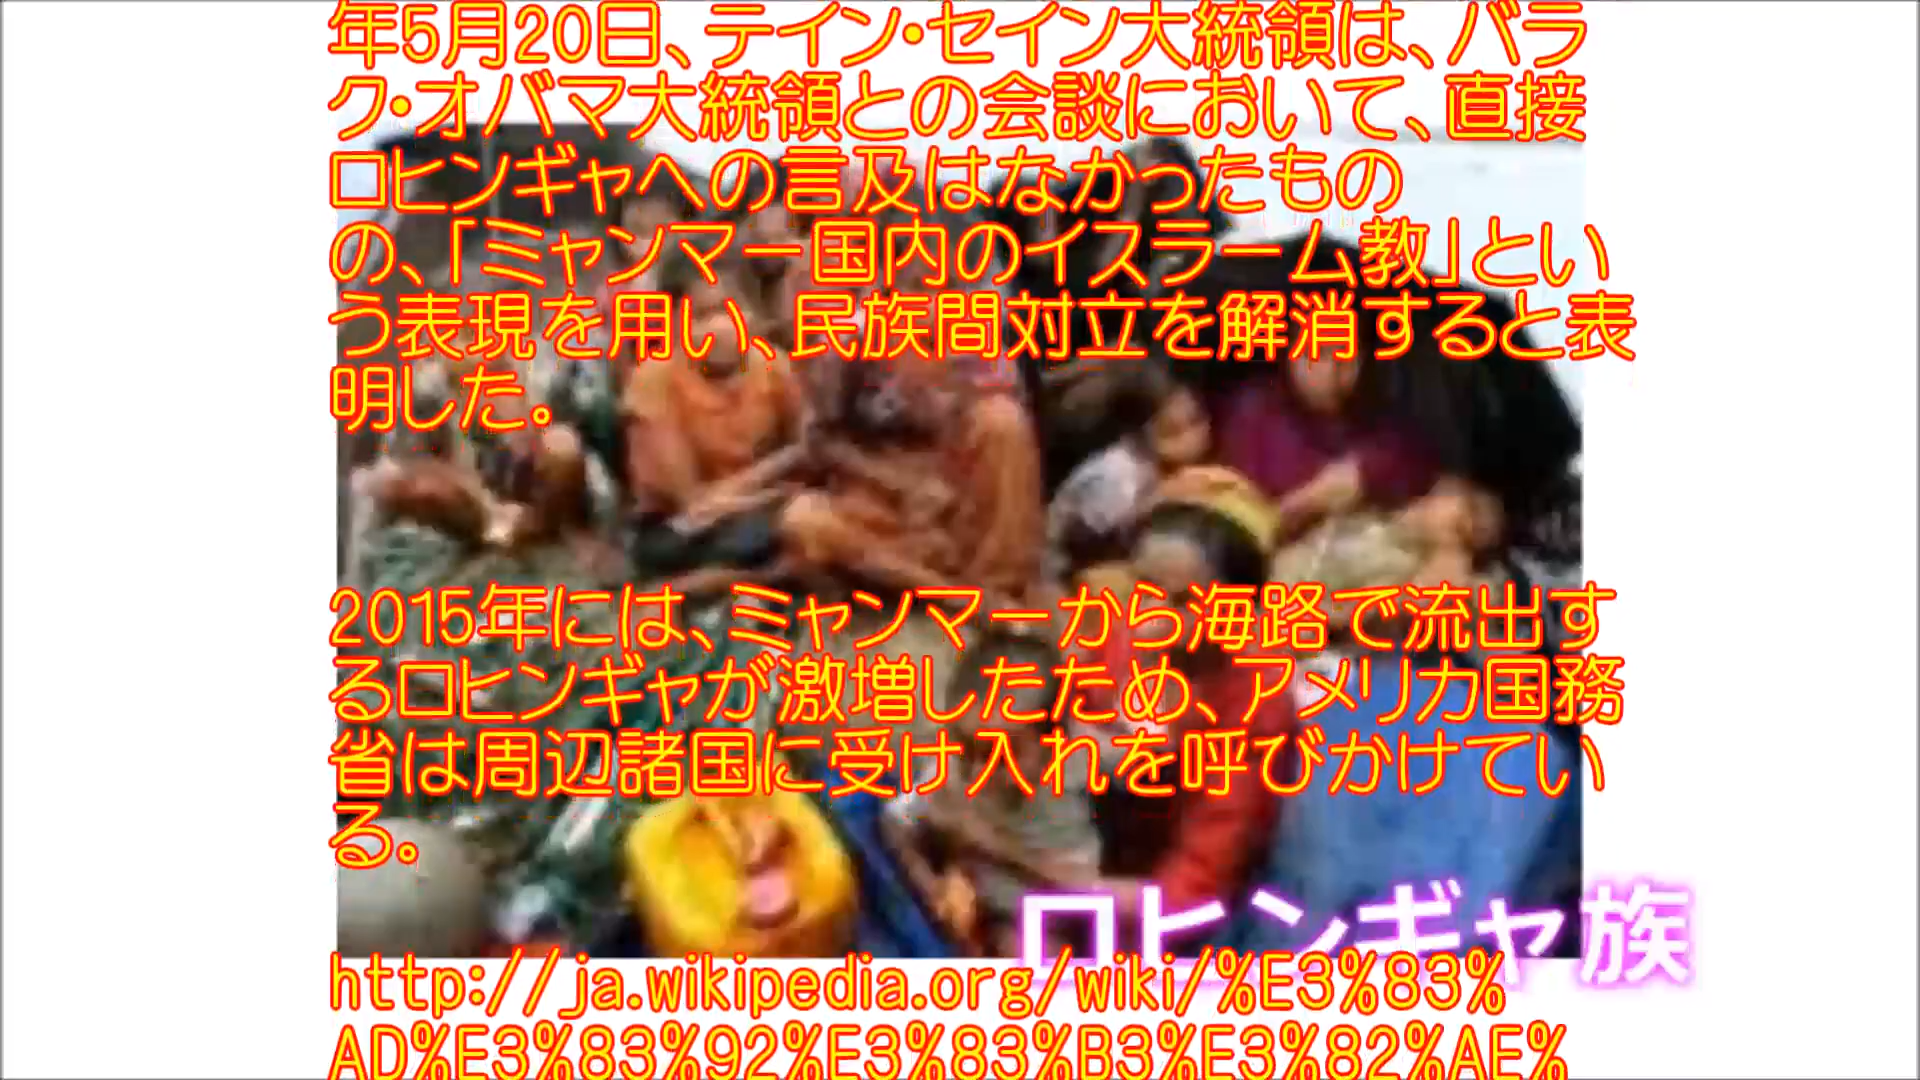 年5月20日、テイン・セイン大統領は、バラ
ク・オバマ大統領との会談において、直接
ロヒンギャへの言及はなかったもの
の、「ミャンマー国内のイスラーム教」とい
う表現を用い、民族間対立を解消すると表
明した。
2015年には、ミャンマーから海路で流出す
るロヒンギャが激増したため、アメリカ国務
省は周辺諸国に受け入れを呼びかけてい
る。
ロヒンギャ族
http://ja.wikipedia.org/wiki/%E3%83%
AD%E3%83%92%E3%83%B3%E3%82%AE%